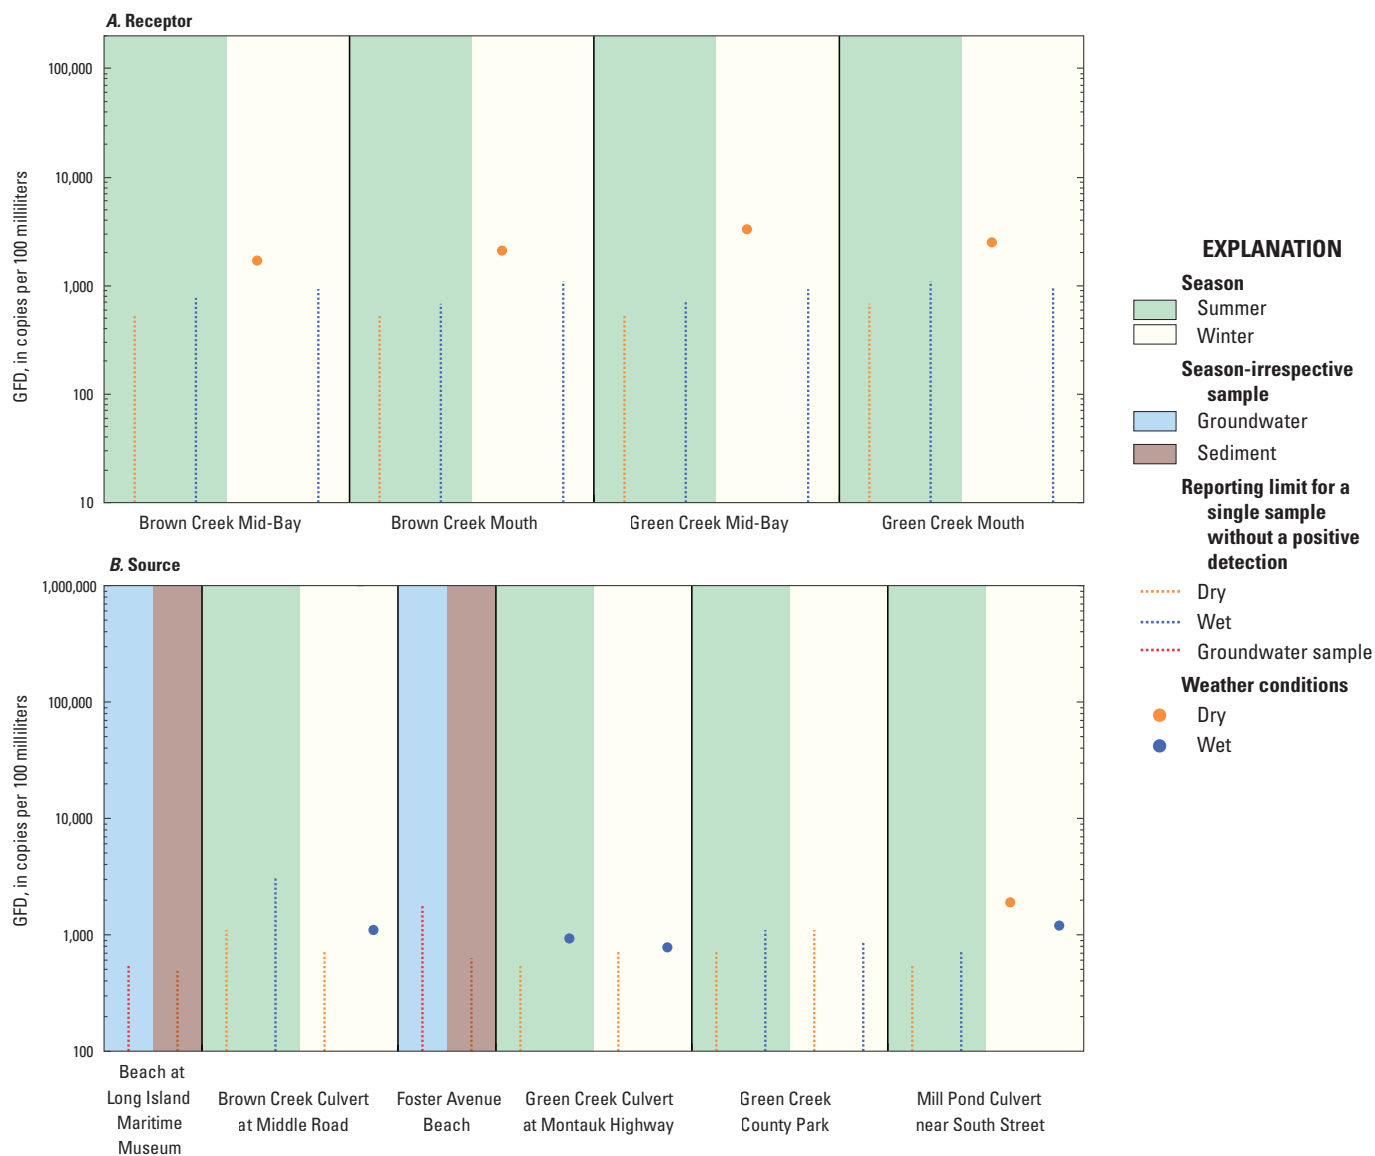 A. Receptor
100,000
10,000
1,000
100
10
GFD, in copies per 100 milliliters
Brown Creek Mid-Bay
Brown Creek Mouth
Green Creek Mid-Bay
Green Creek Mouth
B. Source
1,000,000
100,000
10,000
1,000
100
GFD, in copies per 100 milliliters
Beach at
Long Island
Maritime
Museum
Brown Creek Culvert
at Middle Road
Foster Avenue
Beach
Green Creek Culvert
at Montauk Highway
Green Creek
County Park
Mill Pond Culvert
near South Street
EXPLANATION
Season
Summer
Winter
Season-irrespective
sample
Groundwater
Sediment
Reporting limit for a
single sample
without a positive
detection
Dry
Wet
Groundwater sample
Weather conditions
Dry
Wet